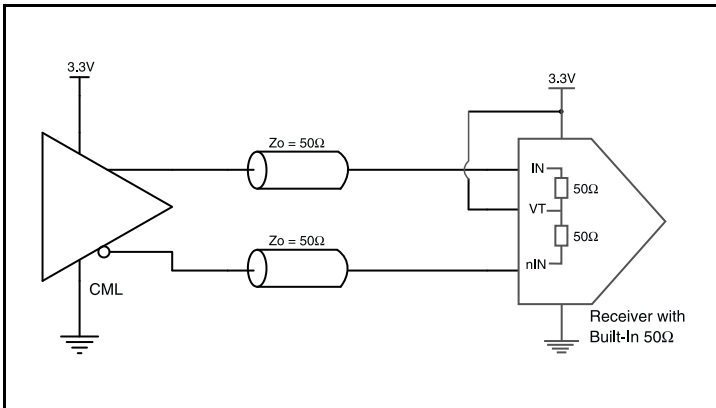 3.3V
3.3V
Zo = 50Ω
IN
50Ω
VT
50Ω
Zo = 50Ω
nIN
CML
Receiver with
Built-In 50Ω